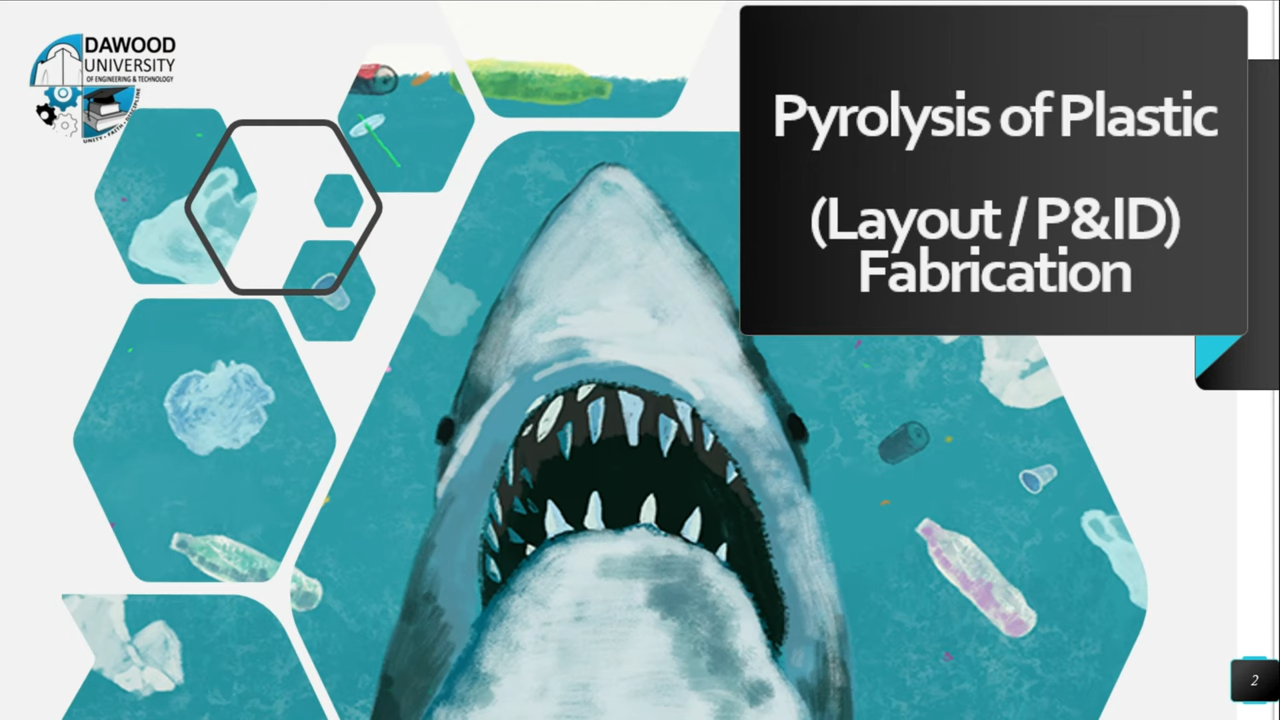 DAWOOD
UNIVERSITY
OF ENGINEERING & TECHNOLOGY
UNITY • FAITH • DISCIPLINE
Pyrolysis of Plastic
(Layout / P&ID)
Fabrication
2